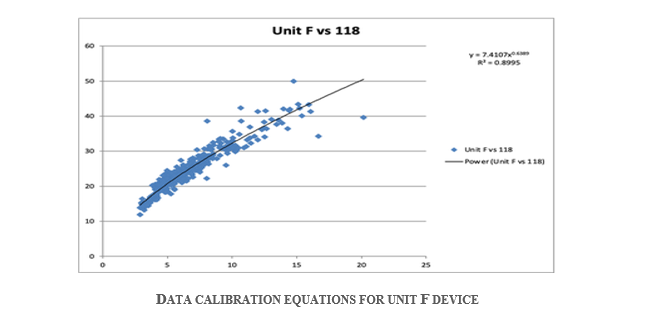 Unit F vs 118
y = 7.4107x^0.6389
R² = 0.8995
60
50
40
30
20
10
0
0 5 10 15 20 25
Unit F vs 118
Power (Unit F vs 118)
DATA CALIBRATION EQUATIONS FOR UNIT F DEVICE